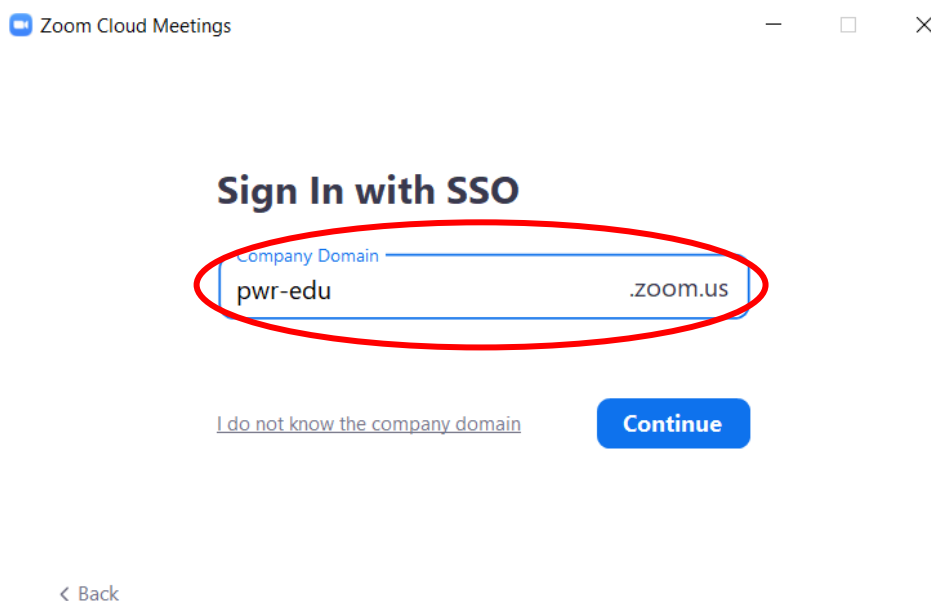 Zoom Cloud Meetings
Sign In with SSO
Company Domain
pwr-edu .zoom.us
I do not know the company domain Continue
Back